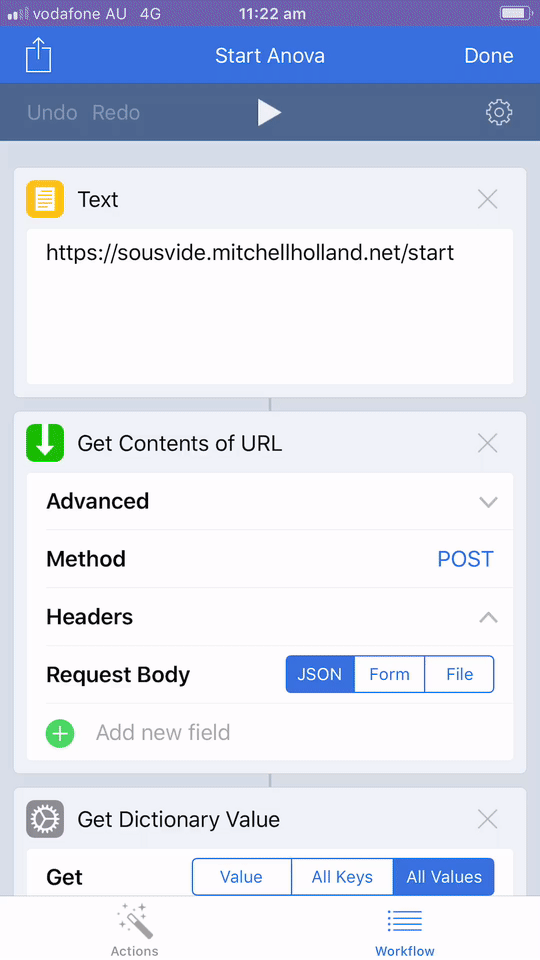 vodafone AU 4G 11:22 am
Start Anova Done
Undo Redo
Text
https://sousvide.mitchellholland.net/start
Get Contents of URL
Advanced
Method POST
Headers
Request Body JSON Form File
Add new field
Get Dictionary Value
Get Value All Keys All Values
Actions Workflow